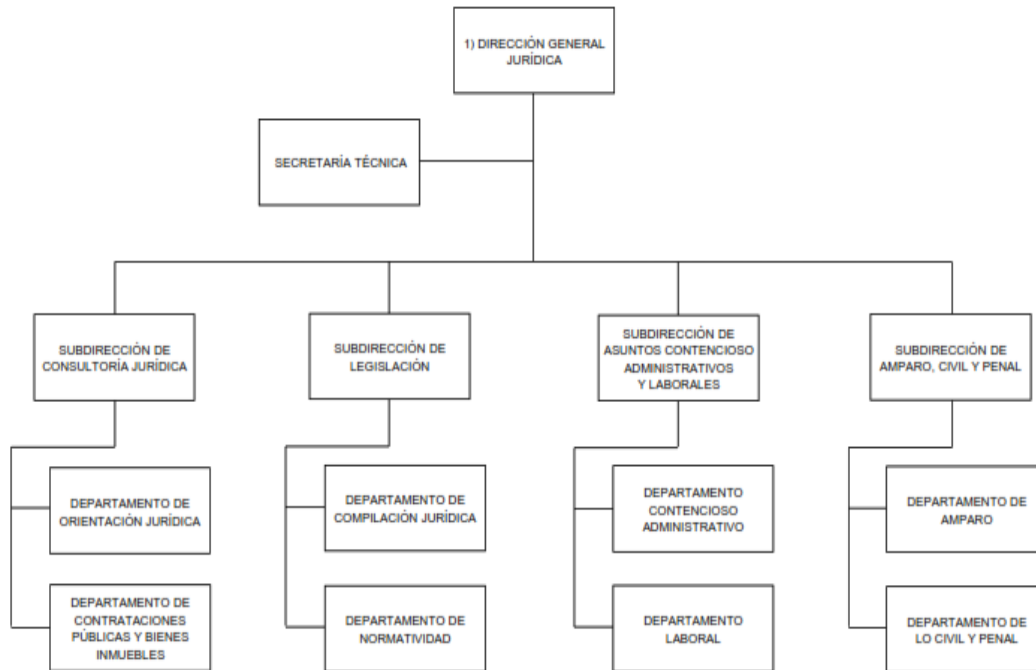 1) DIRECCIÓN GENERAL
JURÍDICA
SECRETARÍA TÉCNICA
SUBDIRECCIÓN DE
CONSULTORÍA JURÍDICA
SUBDIRECCIÓN DE
LEGISLACIÓN
SUBDIRECCIÓN DE
ASUNTOS CONTENCIOSO
ADMINISTRATIVOS
Y LABORALES
SUBDIRECCIÓN DE
AMPARO, CIVIL Y PENAL
DEPARTAMENTO DE
ORIENTACIÓN JURÍDICA
DEPARTAMENTO DE
COMPILACIÓN JURÍDICA
DEPARTAMENTO
CONTENCIOSO
ADMINISTRATIVO
DEPARTAMENTO DE
AMPARO
DEPARTAMENTO DE
CONTRATACIONES
PÚBLICAS Y BIENES
INMUEBLES
DEPARTAMENTO DE
NORMATIVIDAD
DEPARTAMENTO
LABORAL
DEPARTAMENTO DE
LO CIVIL Y PENAL